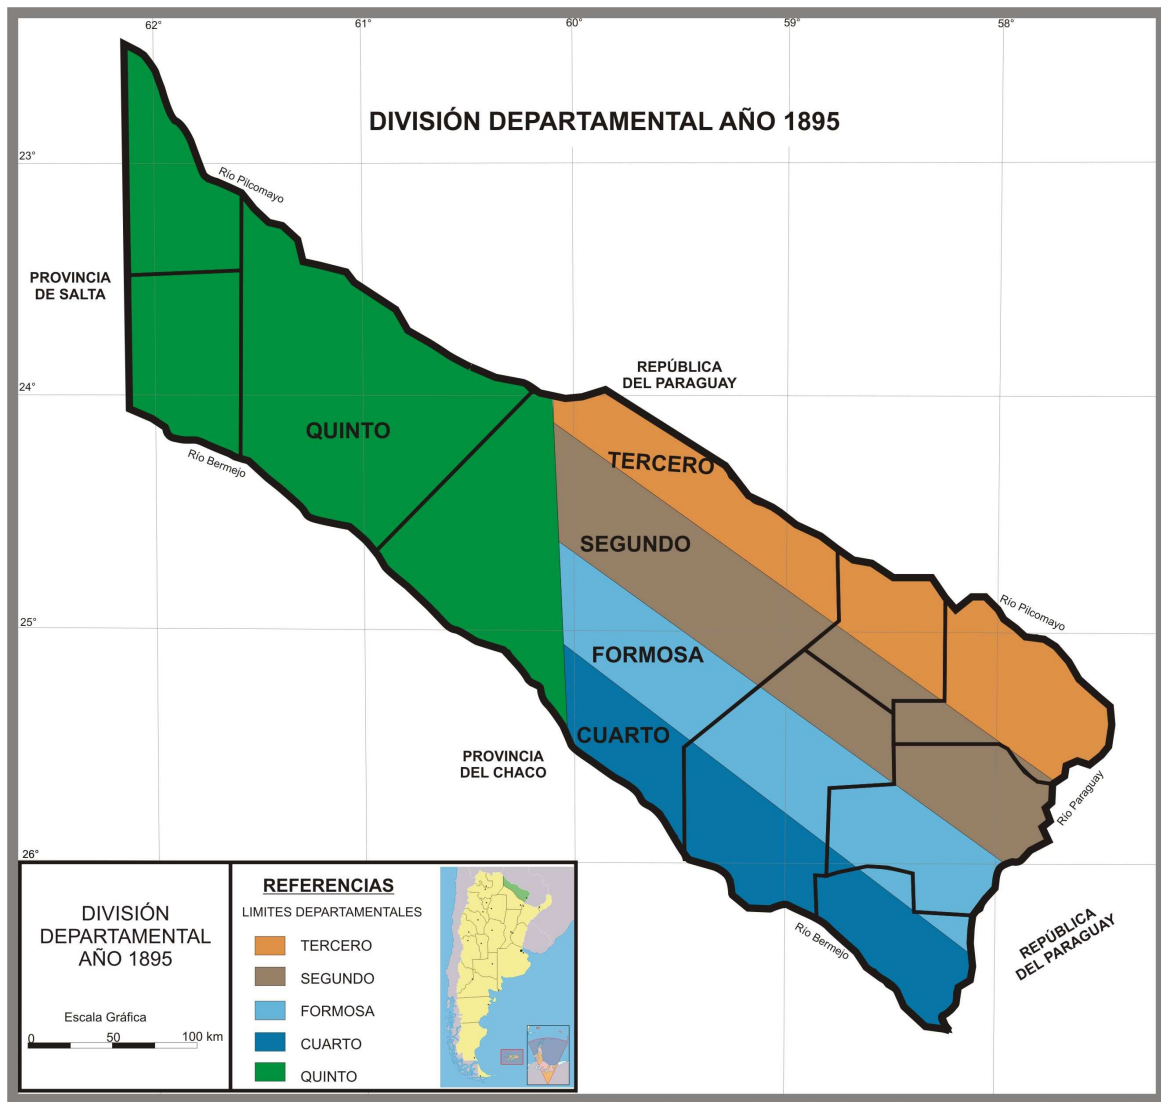 62°
61°
60°
59°
58°
DIVISIÓN DEPARTAMENTAL AÑO 1895
23°
Río Pilcomayo
PROVINCIA
DE SALTA
REPÚBLICA
DEL PARAGUAY
24°
QUINTO
Río Bermejo
TERCERO
SEGUNDO
Río Pilcomayo
25°
FORMOSA
CUARTO
PROVINCIA
DEL CHACO
Río Paraguay
26°
REPÚBLICA
DEL PARAGUAY
Río Bermejo
DIVISIÓN
DEPARTAMENTAL
AÑO 1895
Escala Gráfica
0 50 100 km
REFERENCIAS
LIMITES DEPARTAMENTALES
TERCERO
SEGUNDO
FORMOSA
CUARTO
QUINTO